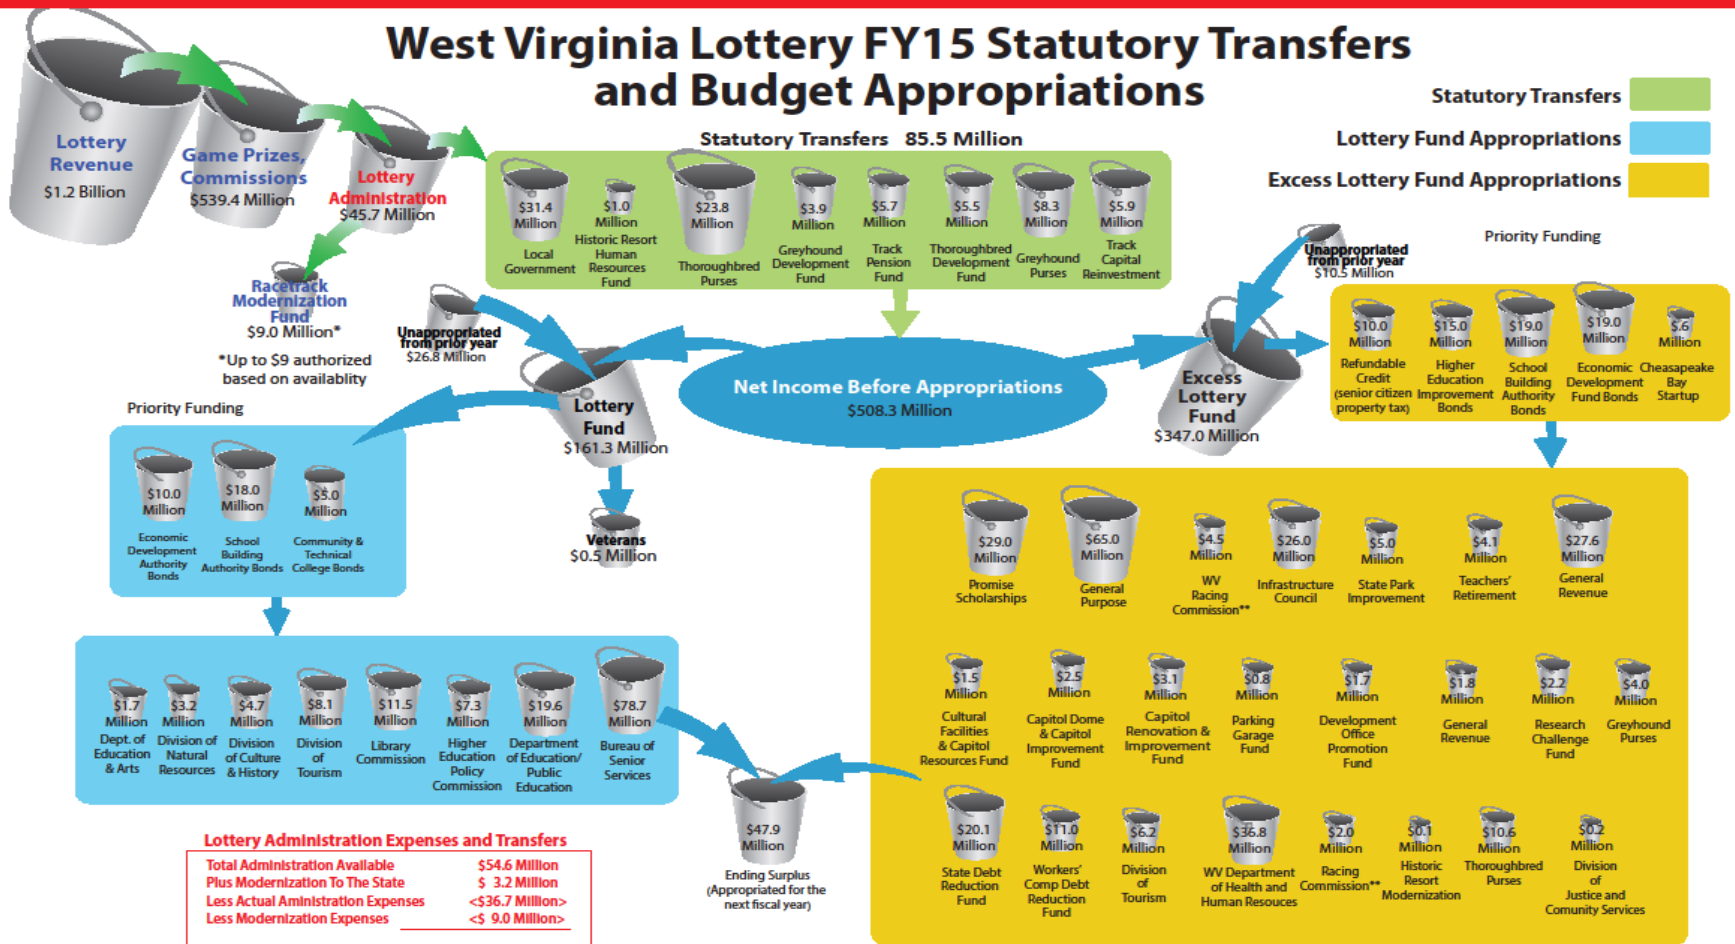 West Virginia Lottery FY15 Statutory Transfers
and Budget Appropriations
Statutory Transfers
Lottery Fund Appropriations
Excess Lottery Fund Appropriations
Lottery
Revenue
$1.2 Billion
Game Prizes,
Commissions
$539.4 Million
Lottery
Administration
$45.7 Million
Racetrack
Modernization
Fund
$9.0 Million*
*Up to $9 authorized
based on availablity
Statutory Transfers 85.5 Million
$31.4
Million
Local
Government
$1.0
Million
Historic Resort
Human
Resources
Fund
$23.8
Million
Thoroughbred
Purses
$3.9
Million
Greyhound
Development
Fund
$5.7
Million
Track
Pension
Fund
$5.5
Million
Thoroughbred
Development
Fund
$8.3
Million
Greyhound
Purses
$5.9
Million
Track
Capital
Reinvestment
Unappropriated
from prior year
$26.8 Million
Lottery
Fund
$161.3 Million
Net Income Before Appropriations
$508.3 Million
Excess
Lottery
Fund
$347.0 Million
Unappropriated
from prior year
$10.5 Million
Priority Funding
$10.0
Million
Refundable
Credit
(senior citizen
property tax)
$15.0
Million
Higher
Education
Improvement
Bonds
$19.0
Million
School
Building
Authority
Bonds
$19.0
Million
Economic
Development
Fund Bonds
$.6
Million
Cheasapeake
Bay
Startup
Priority Funding
$10.0
Million
Economic
Development
Authority
Bonds
$18.0
Million
School
Building
Authority Bonds
$5.0
Million
Community &
Technical
College Bonds
Veterans
$0.5 Million
$1.7
Million
Dept. of
Education
& Arts
$3.2
Million
Division of
Natural
Resources
$4.7
Million
Division
of Culture
& History
$8.1
Million
Division
of
Tourism
$11.5
Million
Library
Commission
$7.3
Million
Higher
Education
Policy
Commission
$19.6
Million
Department
of Education/
Public
Education
$78.7
Million
Bureau of
Senior
Services
$47.9
Million
Ending Surplus
(Appropriated for the
next fiscal year)
$29.0
Million
Promise
Scholarships
$65.0
Million
General
Purpose
$4.5
Million
WV
Racing
Commission**
$26.0
Million
Infrastructure
Council
$5.0
Million
State Park
Improvement
$4.1
Million
Teachers'
Retirement
$27.6
Million
General
Revenue
$1.5
Million
Cultural
Facilities
& Capitol
Resources Fund
$2.5
Million
Capitol Dome
& Capitol
Improvement
Fund
$3.1
Million
Capitol
Renovation &
Improvement
Fund
$0.8
Million
Parking
Garage
Fund
$1.7
Million
Development
Office
Promotion
Fund
$1.8
Million
General
Revenue
$2.2
Million
Research
Challenge
Fund
$4.0
Million
Greyhound
Purses
$20.1
Million
State Debt
Reduction
Fund
$11.0
Million
Workers'
Comp Debt
Reduction
Fund
$6.2
Million
Division
of
Tourism
$36.8
Million
WV Department
of Health and
Human Resouces
$2.0
Million
Racing
Commission**
$0.1
Million
Historic
Resort
Modernization
$10.6
Million
Thoroughbred
Purses
$0.2
Million
Division
of
Justice and
Comunity Services
Lottery Administration Expenses and Transfers
Total Administration Available $54.6 Million
Plus Modernization To The State $ 3.2 Million
Less Actual Aministration Expenses <$36.7 Million>
Less Modernization Expenses <$ 9.0 Million>